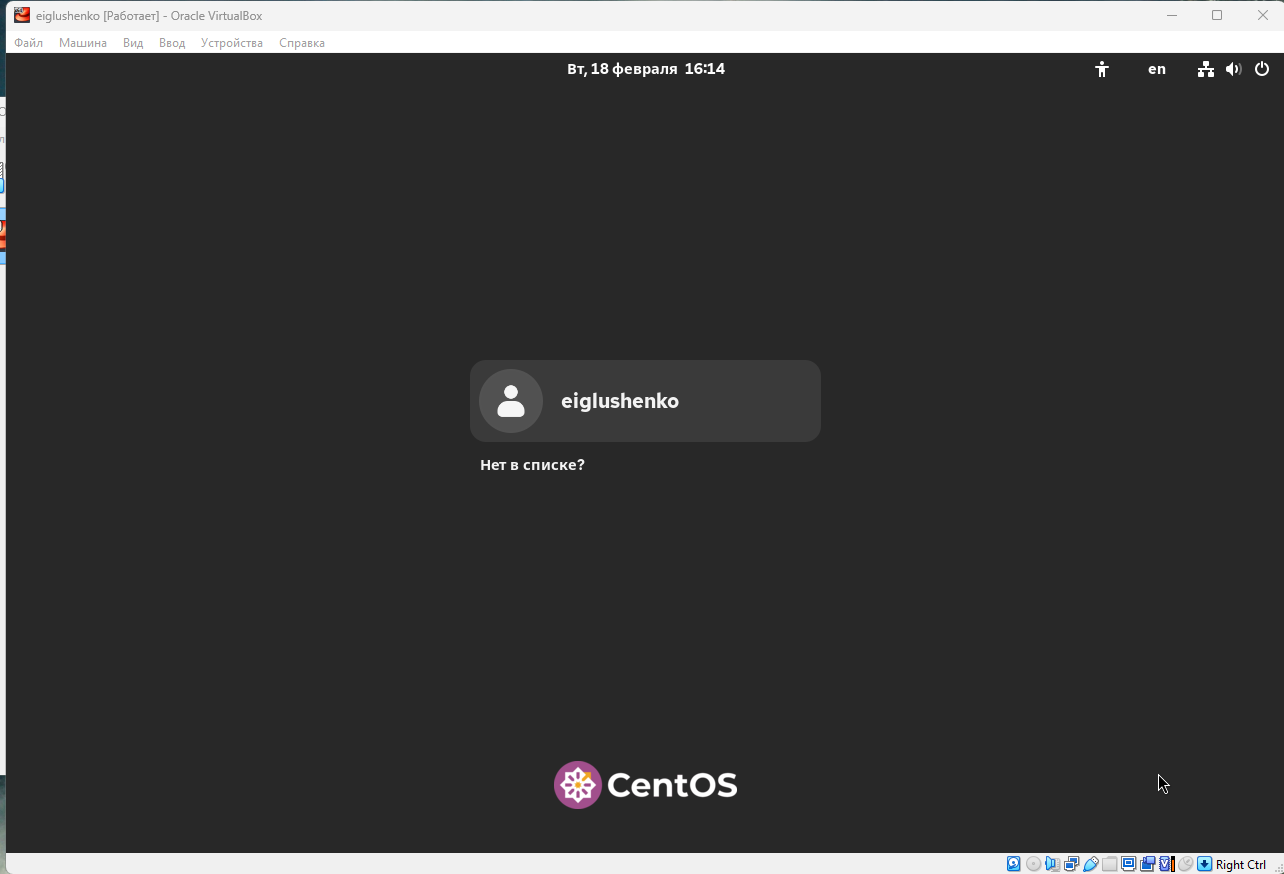 eiglushenko [Работает] - Oracle VirtualBox
Файл Машина Вид Ввод Устройства Справка
Вт, 18 февраля 16:14 en
eiglushenko
Нет в списке?
CentOS
Right Ctrl